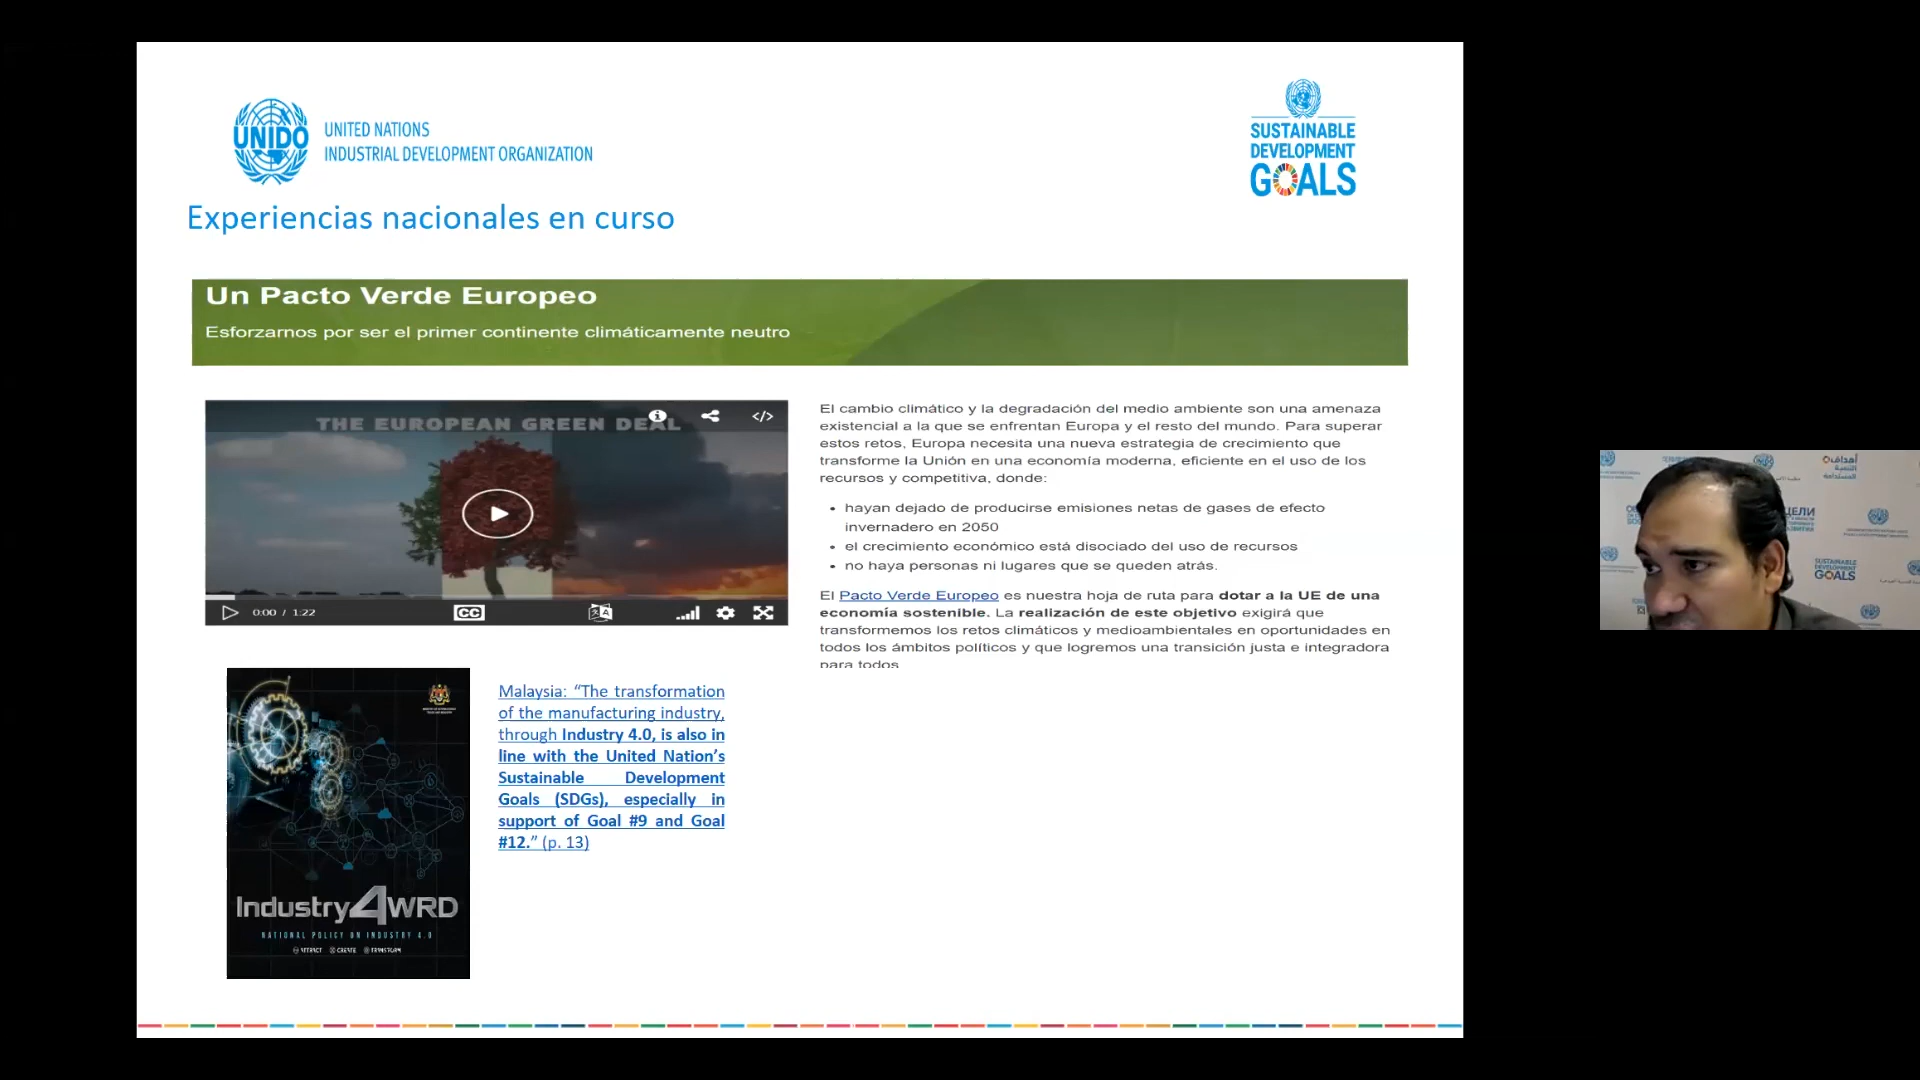 UNIDO
UNITED NATIONS
INDUSTRIAL DEVELOPMENT ORGANIZATION
SUSTAINABLE
DEVELOPMENT
GOALS
Experiencias nacionales en curso
Un Pacto Verde Europeo
Esforzarnos por ser el primer continente climáticamente neutro
THE EUROPEAN GREEN DEAL
0:00 / 1:22
CC
El cambio climático y la degradación del medio ambiente son una amenaza
existencial a la que se enfrentan Europa y el resto del mundo. Para superar
estos retos, Europa necesita una nueva estrategia de crecimiento que
transforme la Unión en una economía moderna, eficiente en el uso de los
recursos y competitiva, donde:
• hayan dejado de producirse emisiones netas de gases de efecto
invernadero en 2050
• el crecimiento económico está disociado del uso de recursos
• no haya personas ni lugares que se queden atrás.
El Pacto Verde Europeo es nuestra hoja de ruta para dotar a la UE de una
economía sostenible. La realización de este objetivo exigirá que
transformemos los retos climáticos y medioambientales en oportunidades en
todos los ámbitos políticos y que logremos una transición justa e integradora
para todos
Malaysia: “The transformation
of the manufacturing industry,
through Industry 4.0, is also in
line with the United Nation’s
Sustainable Development
Goals (SDGs), especially in
support of Goal #9 and Goal
#12.” (p. 13)
Industry4WRD
NATIONAL POLICY ON INDUSTRY 4.0
ATTRACT CREATE TRANSFORM
أهداف
التنمية
المستدامة
ЦЕЛИ
SUSTAINABLE
DEVELOPMENT
GOALS